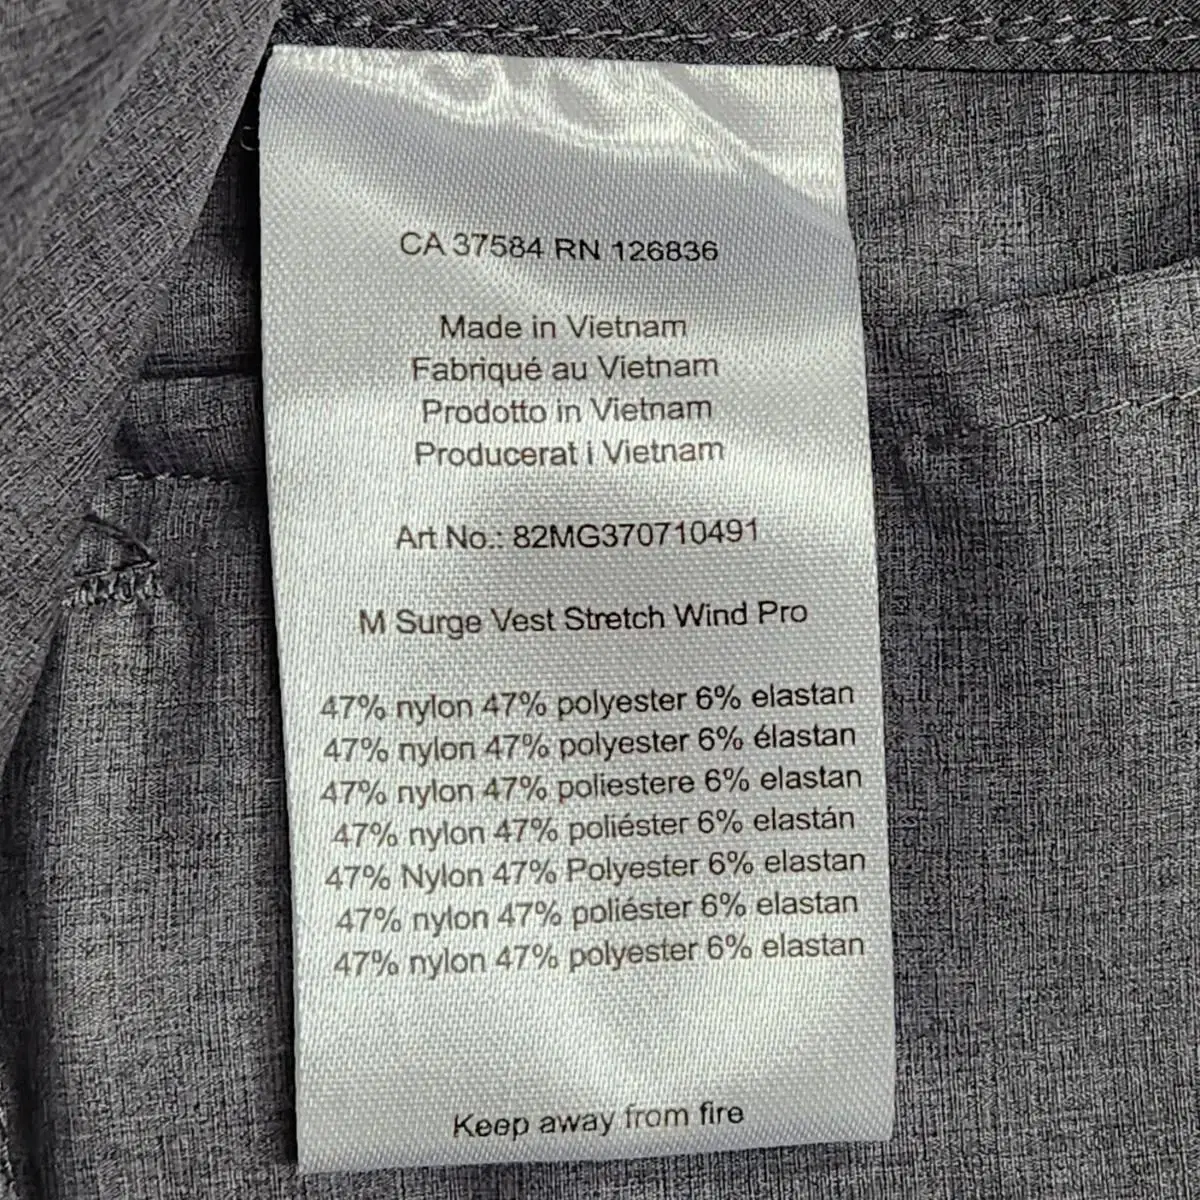 CA 37584 RN 126836
Made in Vietnam
Fabriqué au Vietnam
Prodotto in Vietnam
Producerat i Vietnam
Art No.: 82MG370710491
M Surge Vest Stretch Wind Pro
47% nylon 47% polyester 6% elastan
47% nylon 47% polyester 6% élastan
47% nylon 47% poliestere 6% elastan
47% nylon 47% poliéster 6% elastán
47% Nylon 47% Polyester 6% elastan
47% nylon 47% poliéster 6% elastan
47% nylon 47% polyester 6% elastan
Keep away from fire